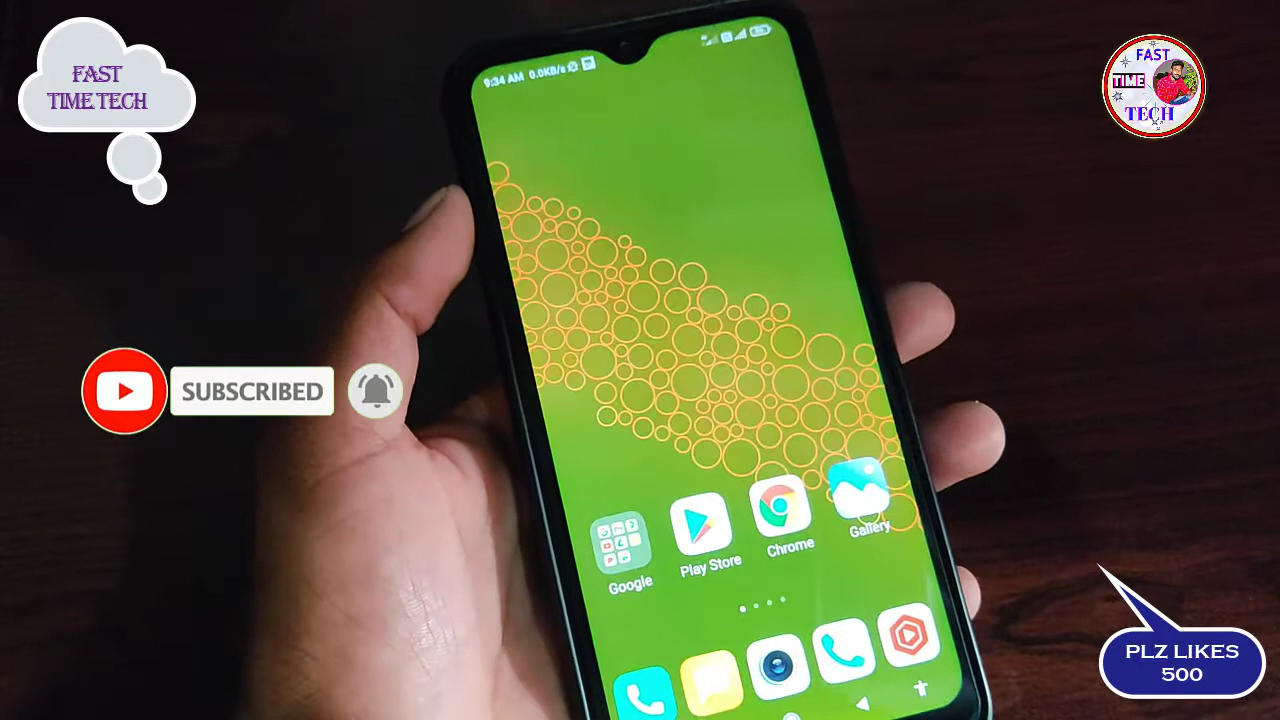 FAST
TIME TECH
FAST
TIME
TECH
9:34 AM 0.0KB/s
SUBSCRIBED
Google
Play Store
Chrome
Gallery
PLZ LIKES
500